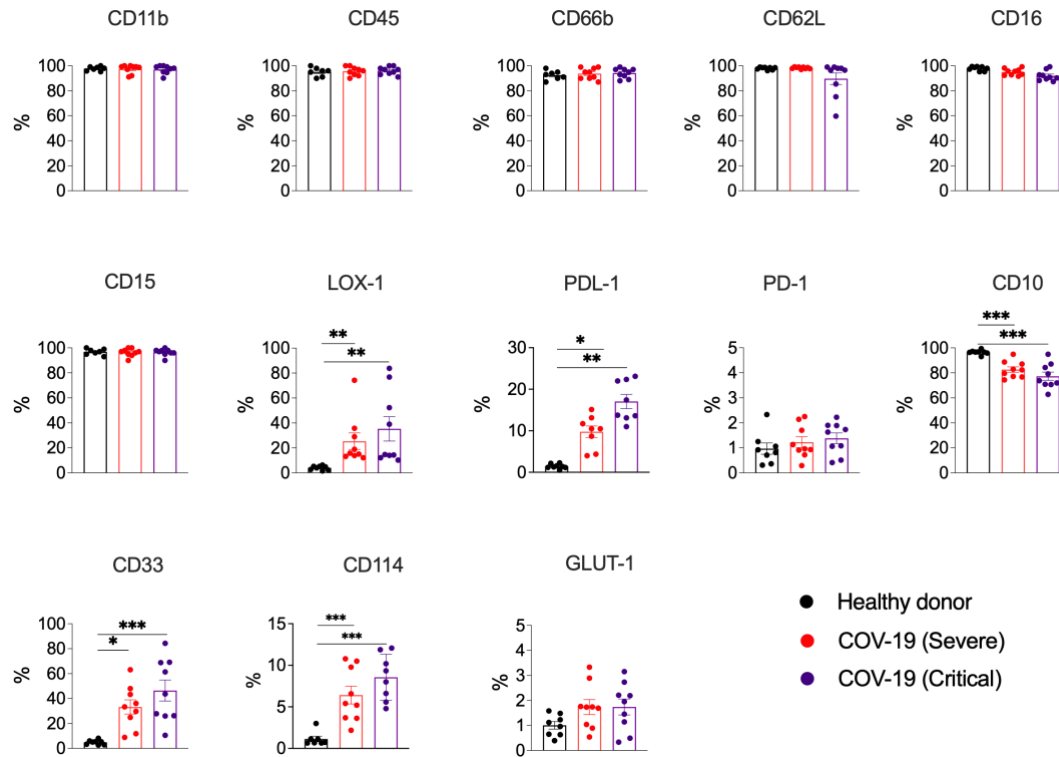 CD11b CD45 CD66b CD62L CD16
% 100 80 60 40 20 0
% 100 80 60 40 20 0
% 100 80 60 40 20 0
% 100 80 60 40 20 0
% 100 80 60 40 20 0
CD15 LOX-1 PDL-1 PD-1 CD10
% 100 80 60 40 20 0
% 100 80 60 40 20 0 ** **
% 30 20 10 0 * **
% 5 4 3 2 1 0
% 100 80 60 40 20 0 *** ***
CD33 CD114 GLUT-1
% 100 80 60 40 20 0 *** *
% 15 10 5 0 *** ***
% 5 4 3 2 1 0
Healthy donor
COV-19 (Severe)
COV-19 (Critical)